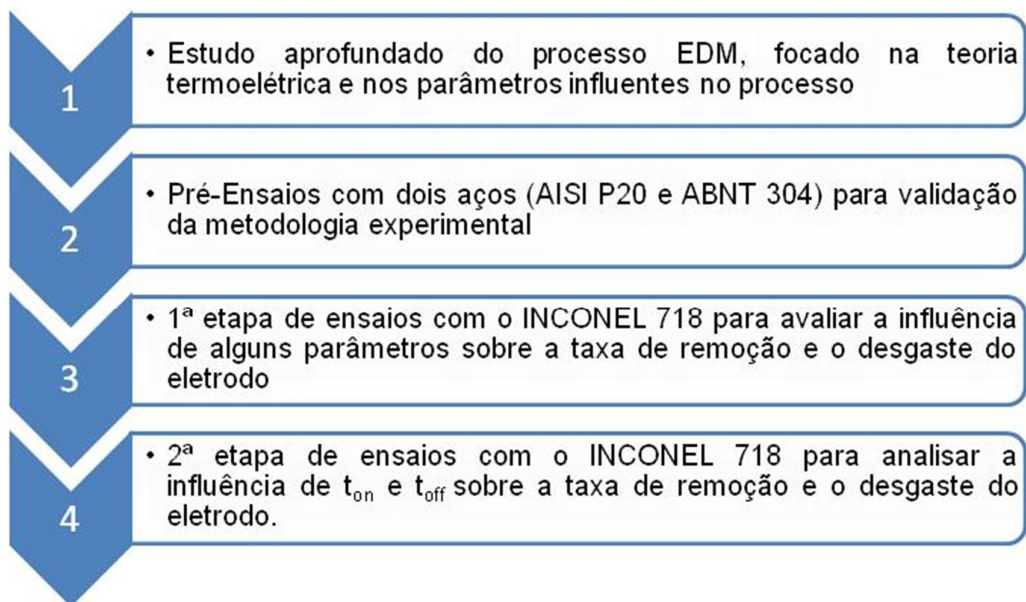 1
• Estudo aprofundado do processo EDM, focado na teoria
termoelétrica e nos parâmetros influentes no processo
2
• Pré-Ensaios com dois aços (AISI P20 e ABNT 304) para validação
da metodologia experimental
3
• 1ª etapa de ensaios com o INCONEL 718 para avaliar a influência
de alguns parâmetros sobre a taxa de remoção e o desgaste do
eletrodo
4
• 2ª etapa de ensaios com o INCONEL 718 para analisar a
influência de t_on e t_off sobre a taxa de remoção e o desgaste do
eletrodo.